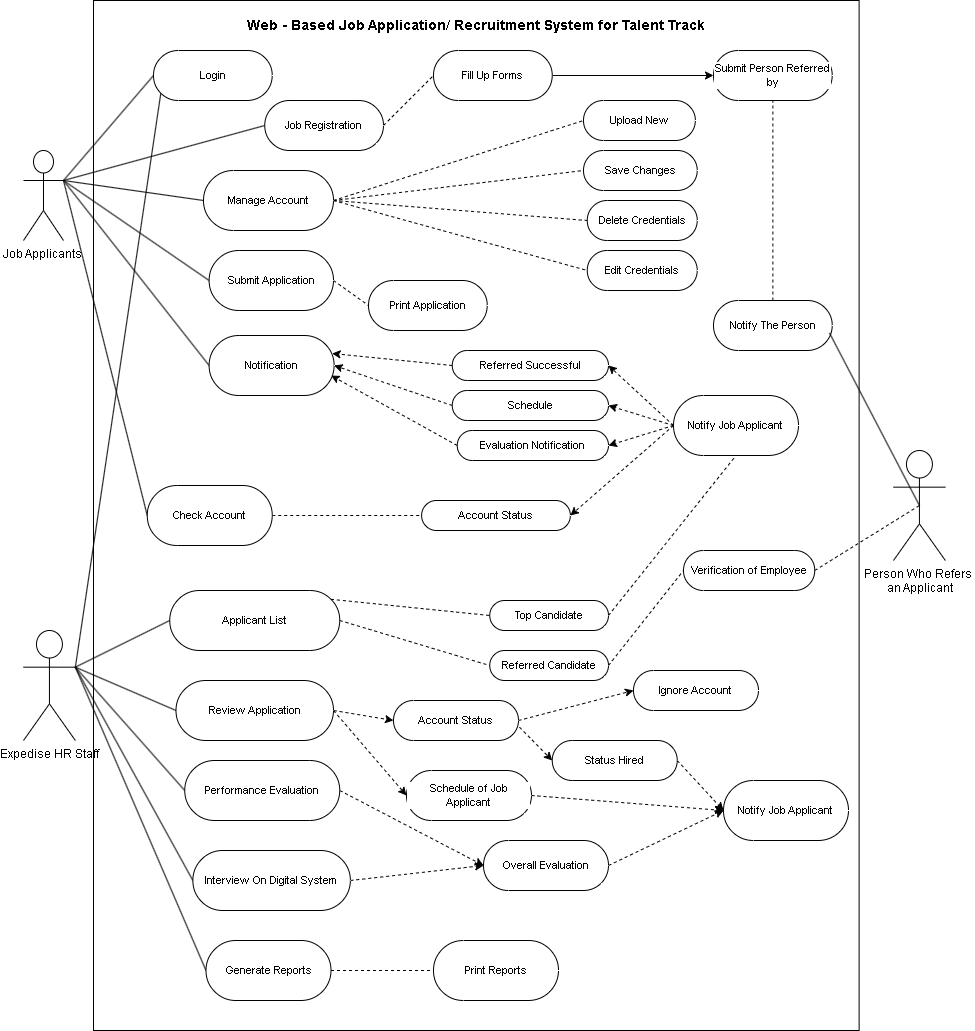 Web - Based Job Application/ Recruitment System for Talent Track
Login
Fill Up Forms
Submit Person Referred
by
Job Registration
Upload New
Save Changes
Manage Account
Delete Credentials
Job Applicants
Submit Application
Edit Credentials
Print Application
Notify The Person
Notification
Referred Successful
Schedule
Notify Job Applicant
Evaluation Notification
Check Account
Account Status
Verification of Employee
Person Who Refers
an Applicant
Applicant List
Top Candidate
Referred Candidate
Ignore Account
Review Application
Account Status
Expedise HR Staff
Status Hired
Performance Evaluation
Schedule of Job
Applicant
Notify Job Applicant
Overall Evaluation
Interview On Digital System
Generate Reports
Print Reports